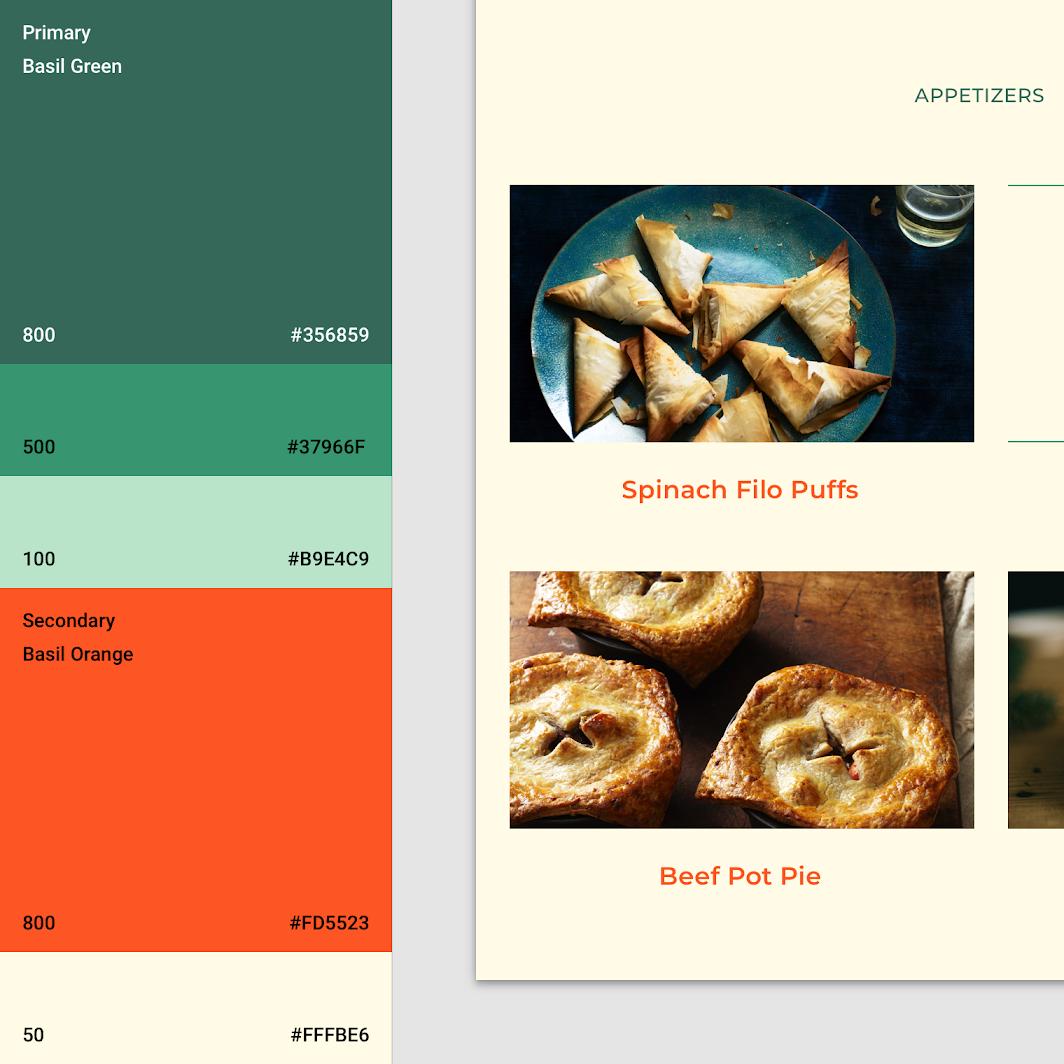 Primary
Basil Green
800 #356859
500 #37966F
100 #B9E4C9
Secondary
Basil Orange
800 #FD5523
50 #FFFBE6
APPETIZERS
Spinach Filo Puffs
Beef Pot Pie